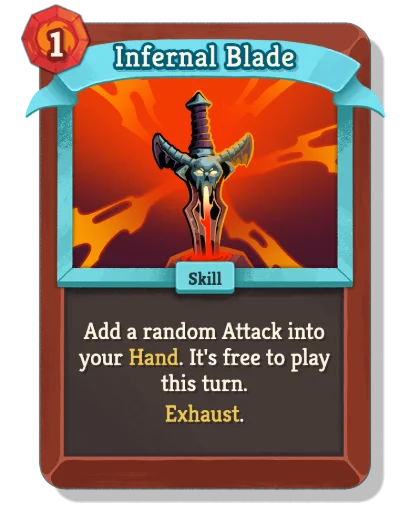 1
Infernal Blade
Skill
Add a random Attack into
your Hand. It's free to play
this turn.
Exhaust.